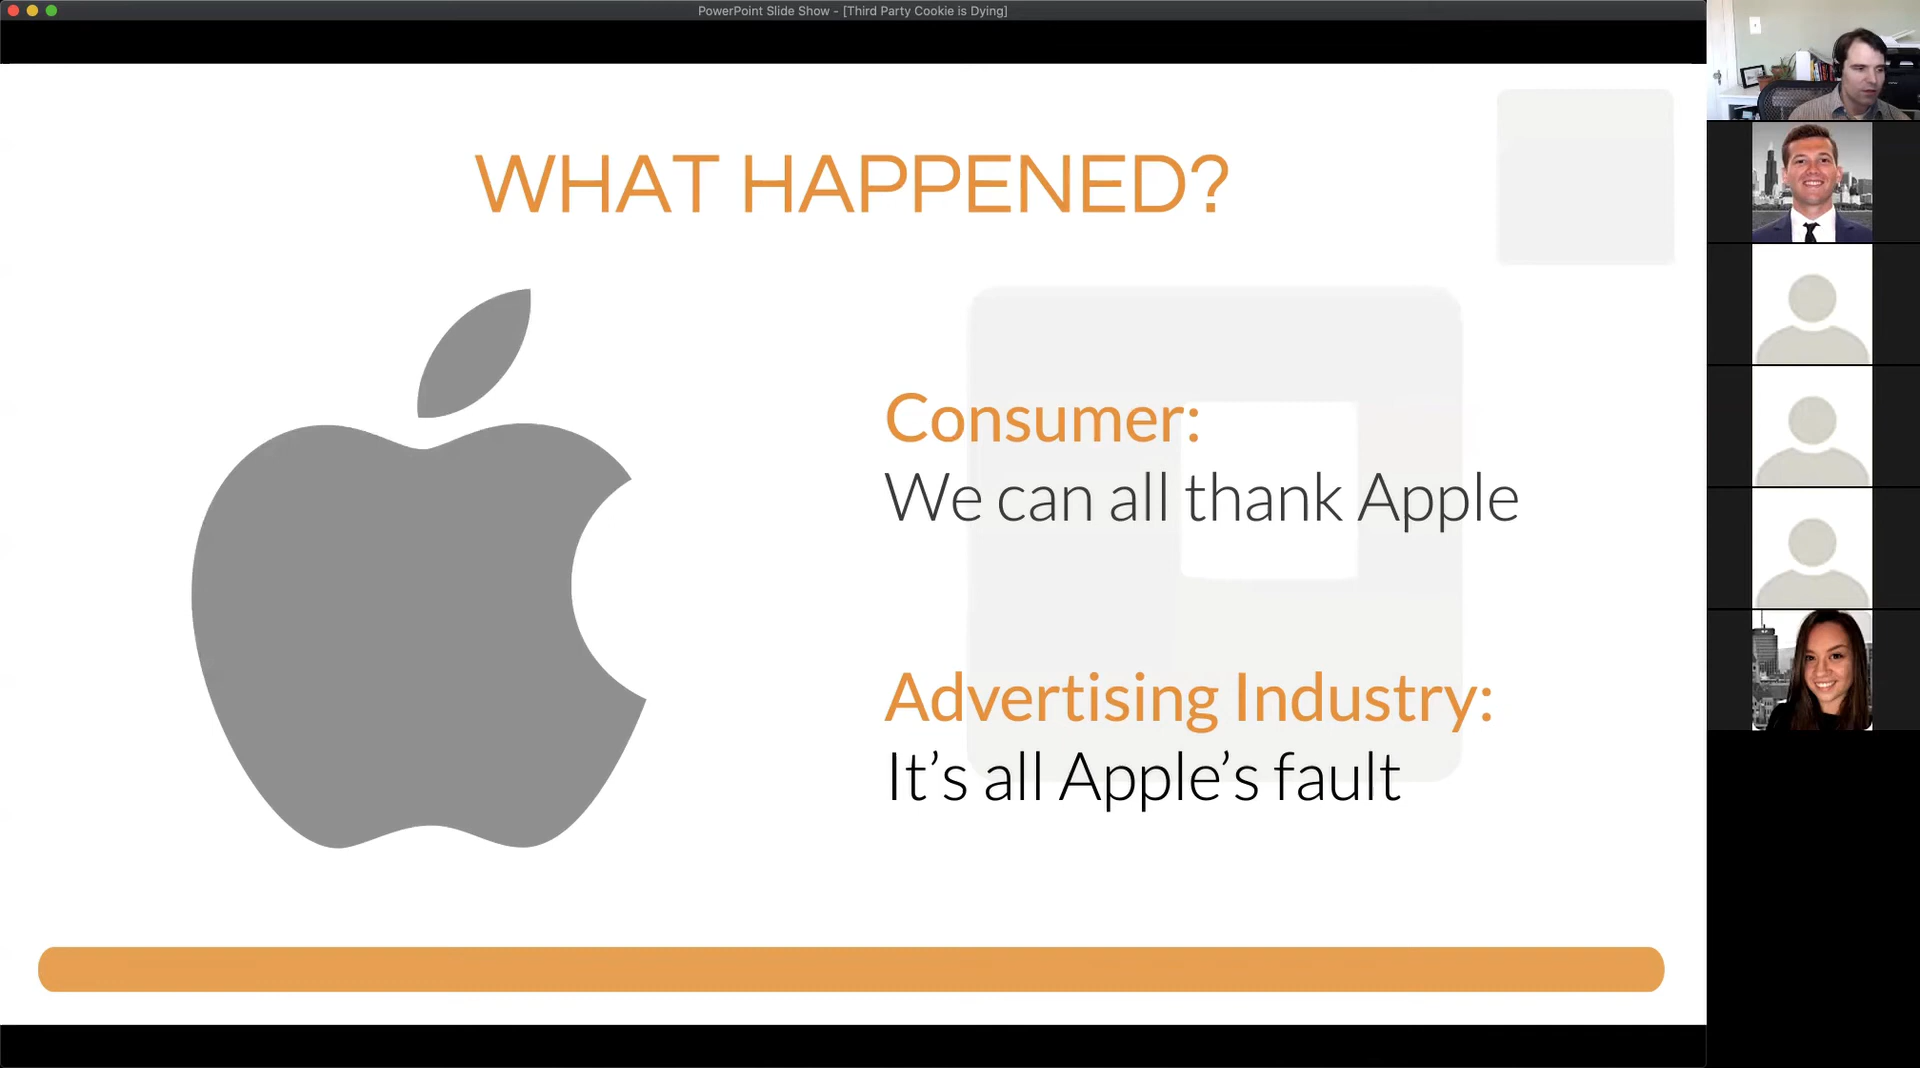 PowerPoint Slide Show - [Third Party Cookie is Dying]
WHAT HAPPENED?
Consumer:
We can all thank Apple
Advertising Industry:
It’s all Apple’s fault